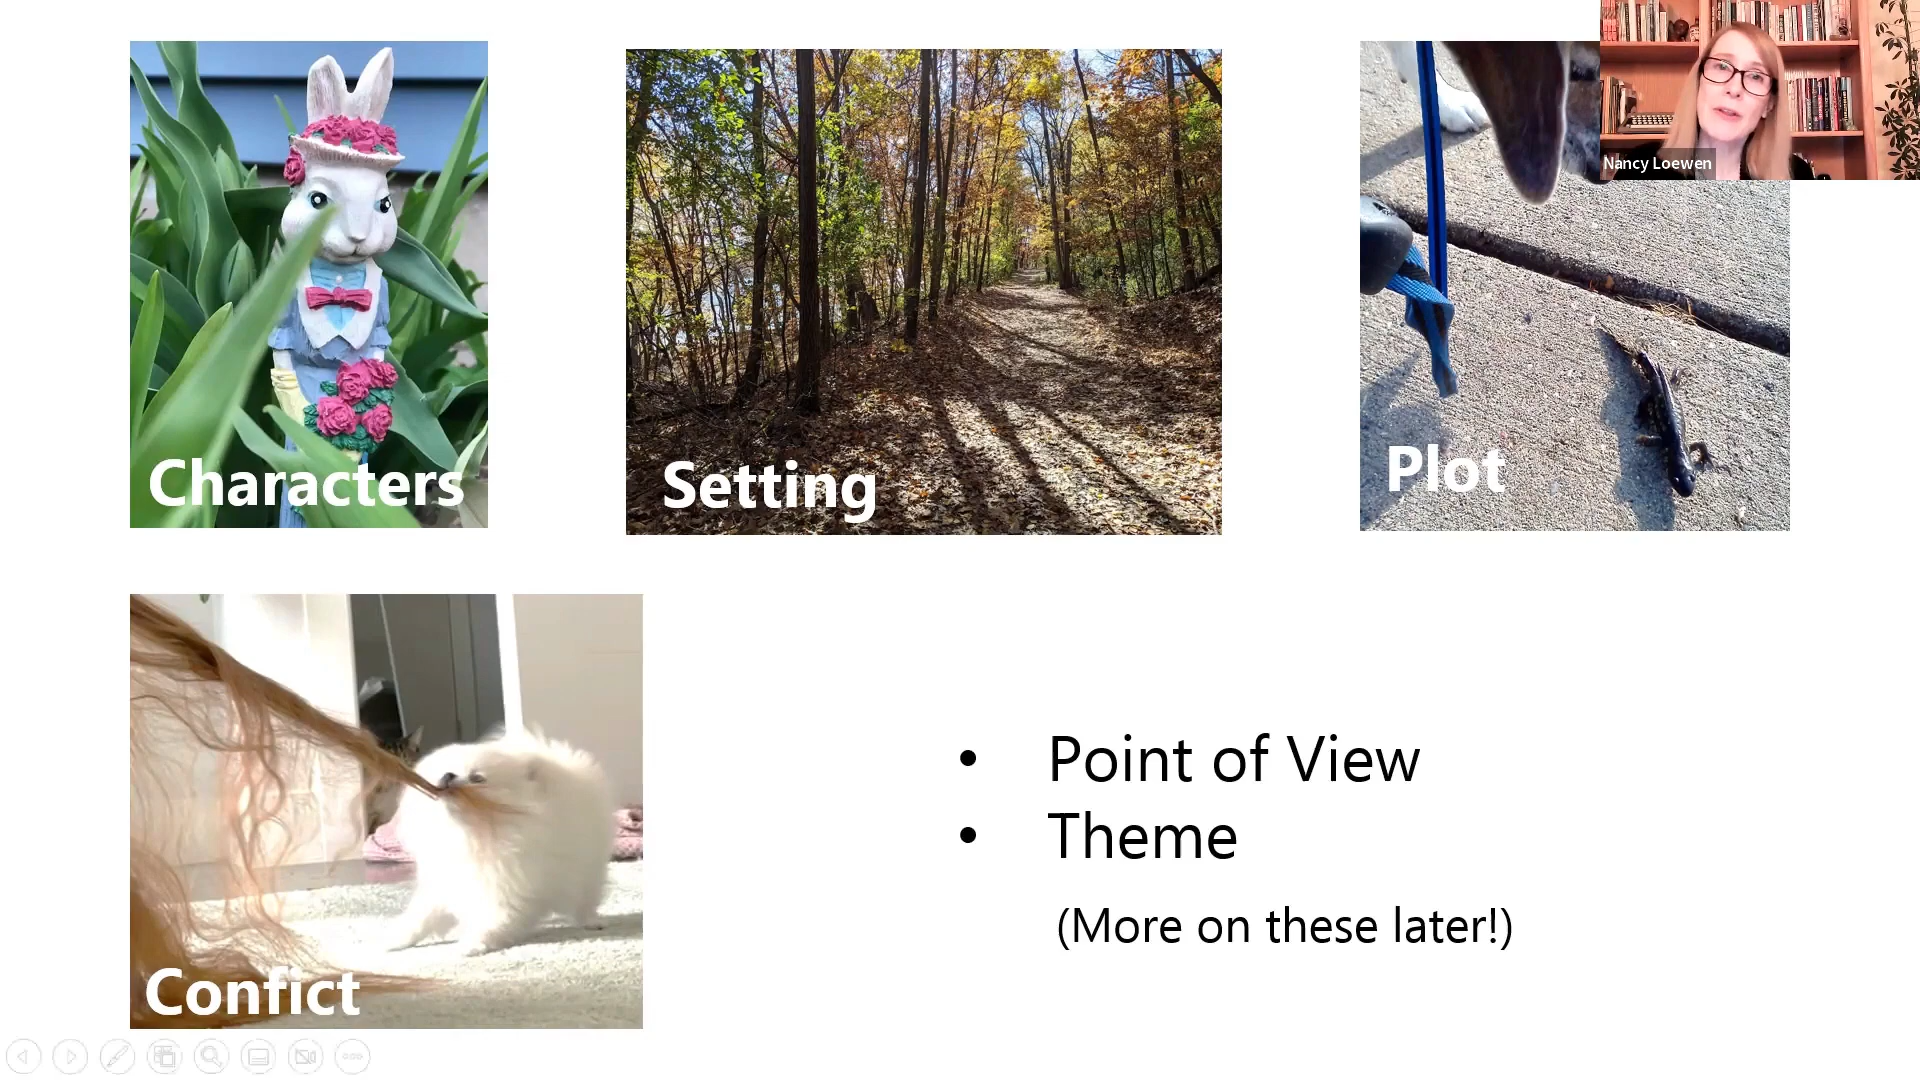 Nancy Loewen
Characters
Setting
Plot
Confict
• Point of View
• Theme
(More on these later!)